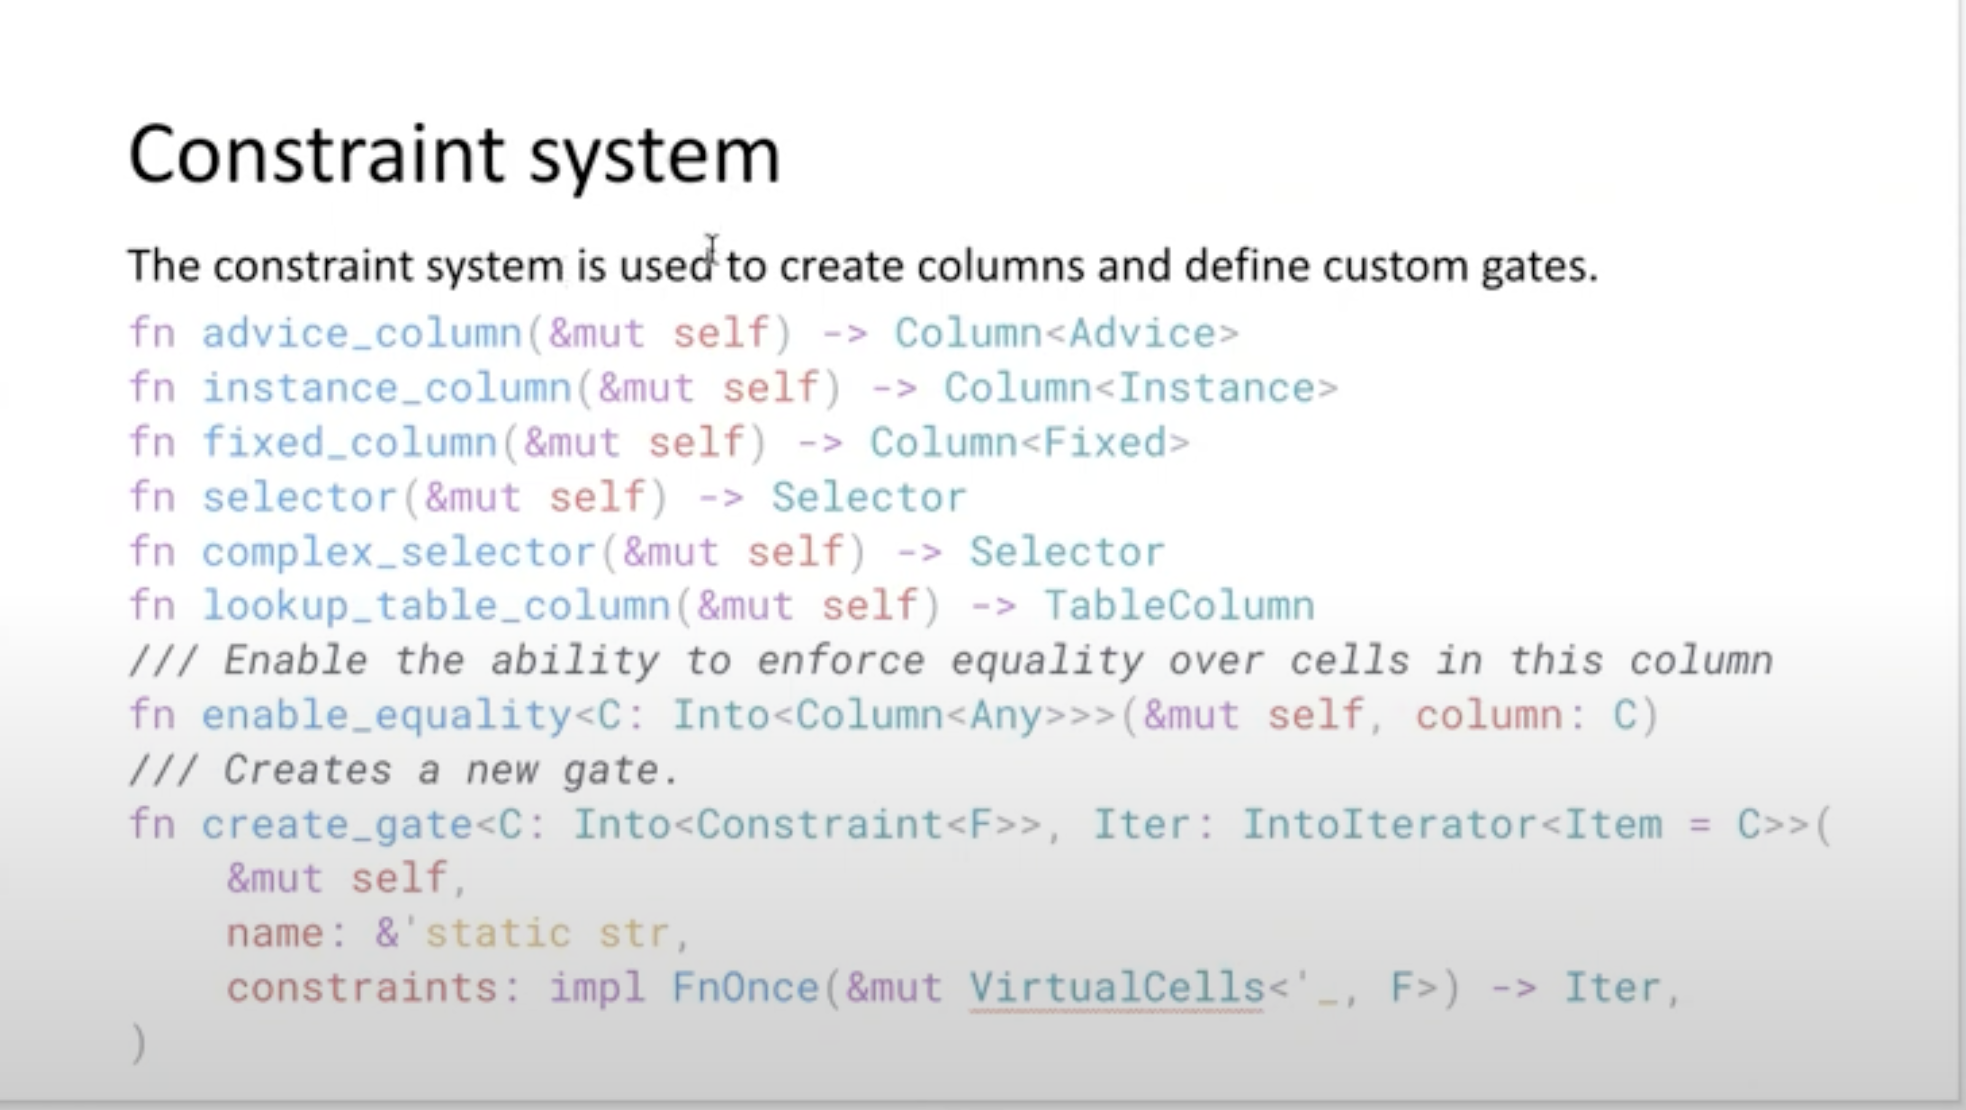 Constraint system
The constraint system is used to create columns and define custom gates.
fn advice_column(&mut self) -> Column<Advice>
fn instance_column(&mut self) -> Column<Instance>
fn fixed_column(&mut self) -> Column<Fixed>
fn selector(&mut self) -> Selector
fn complex_selector(&mut self) -> Selector
fn lookup_table_column(&mut self) -> TableColumn
/// Enable the ability to enforce equality over cells in this column
fn enable_equality<C: Into<Column<Any>>>(&mut self, column: C)
/// Creates a new gate.
fn create_gate<C: Into<Constraint<F>>, Iter: IntoIterator<Item = C>>(
    &mut self,
    name: &'static str,
    constraints: impl FnOnce(&mut VirtualCells<'_, F>) -> Iter,
)